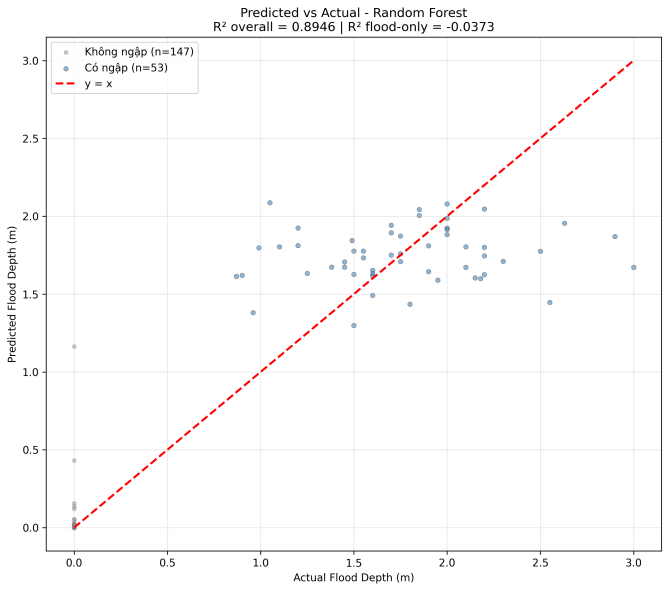 Predicted vs Actual - Random Forest
R² overall = 0.8946 | R² flood-only = -0.0373
Không ngập (n=147)
Có ngập (n=53)
y = x
Predicted Flood Depth (m)
3.0
2.5
2.0
1.5
1.0
0.5
0.0
0.0 0.5 1.0 1.5 2.0 2.5 3.0
Actual Flood Depth (m)